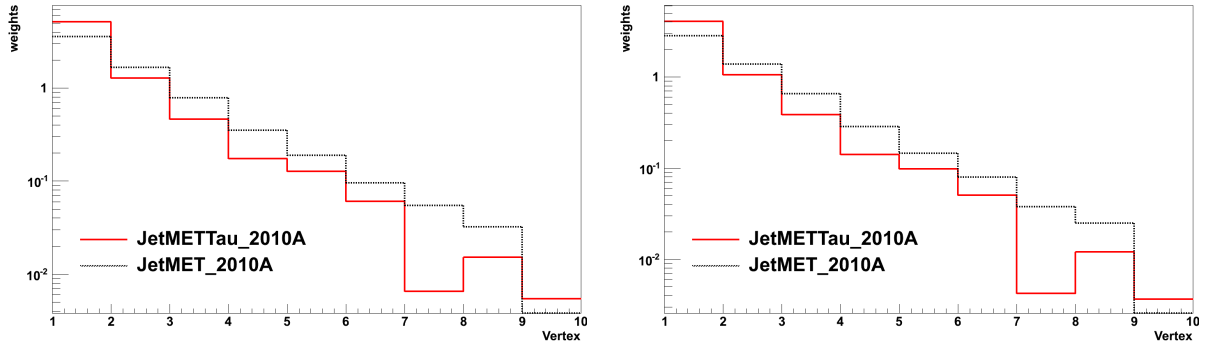 weights
1
10-1
10-2
JetMETTau_2010A
JetMET_2010A
1 2 3 4 5 6 7 8 9 10
Vertex
weights
1
10-1
10-2
JetMETTau_2010A
JetMET_2010A
1 2 3 4 5 6 7 8 9 10
Vertex